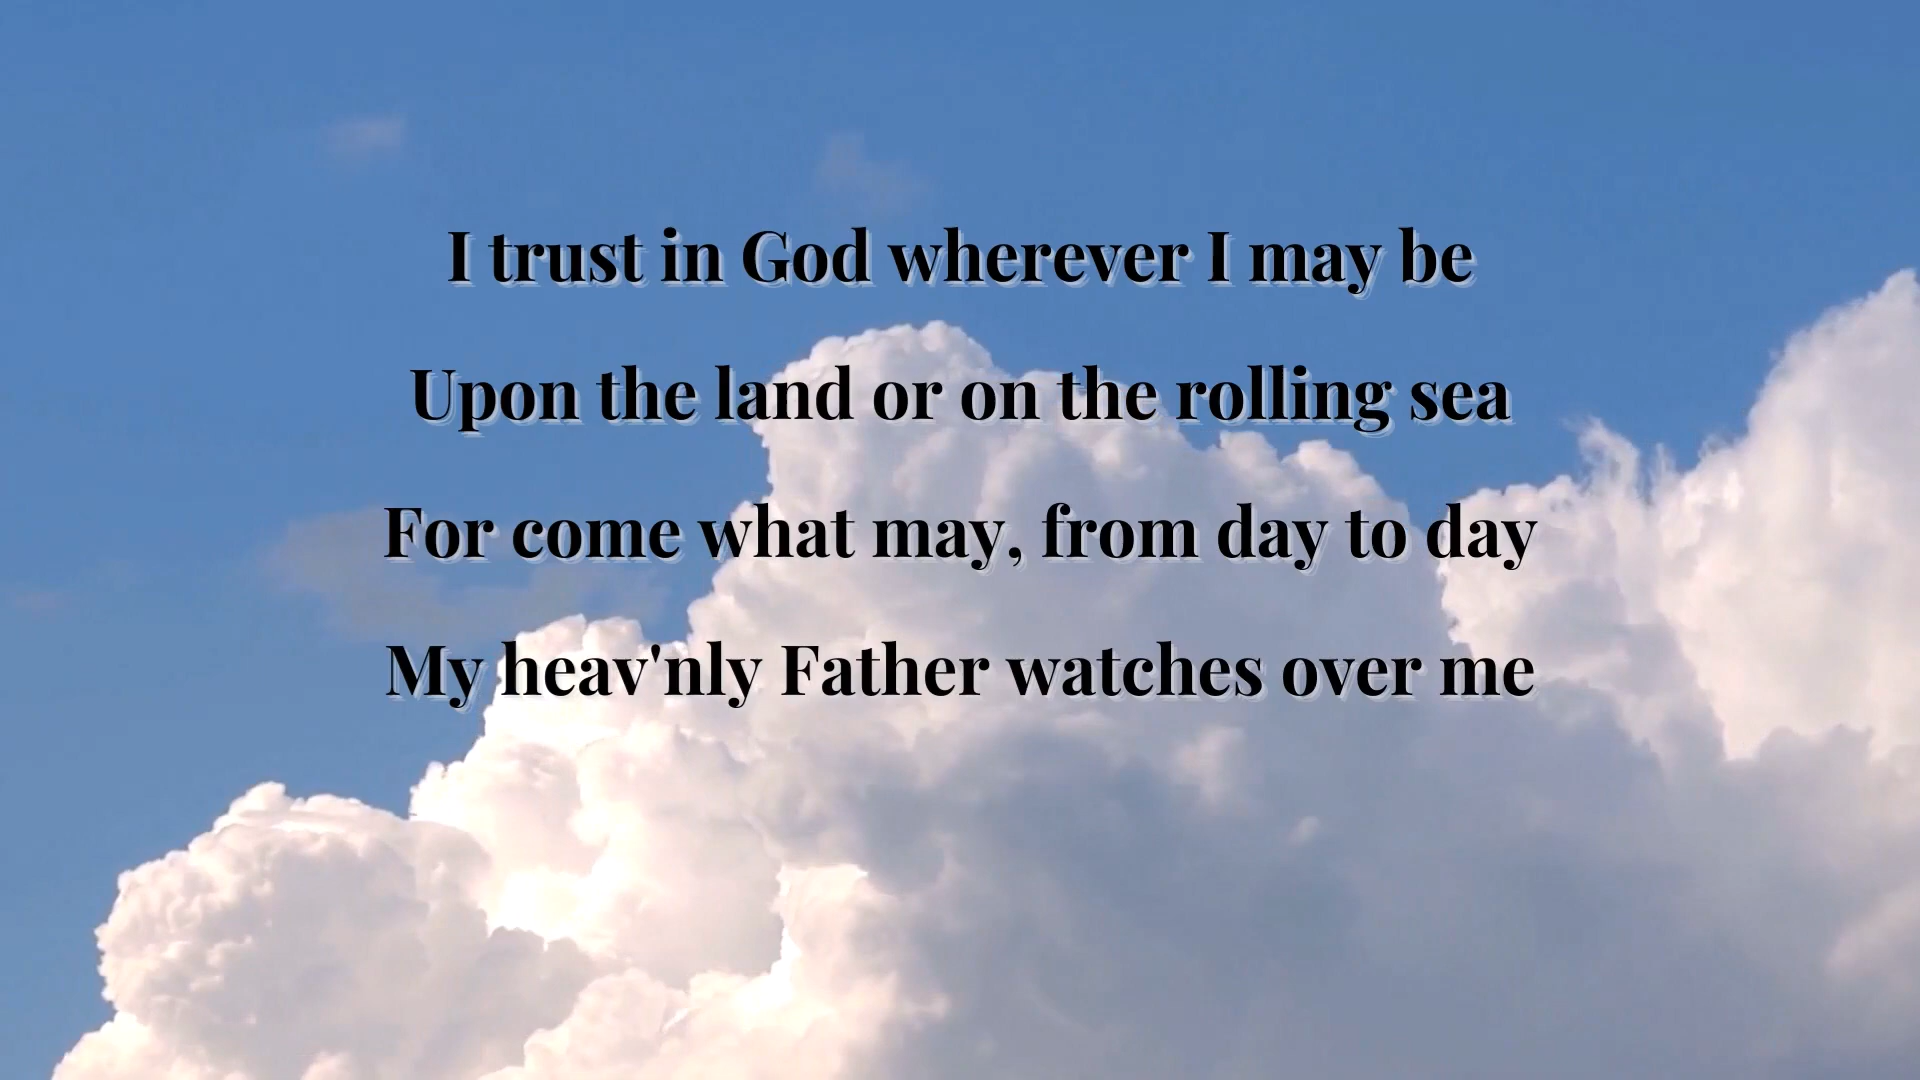 I trust in God wherever I may be
Upon the land or on the rolling sea
For come what may, from day to day
My heav'nly Father watches over me